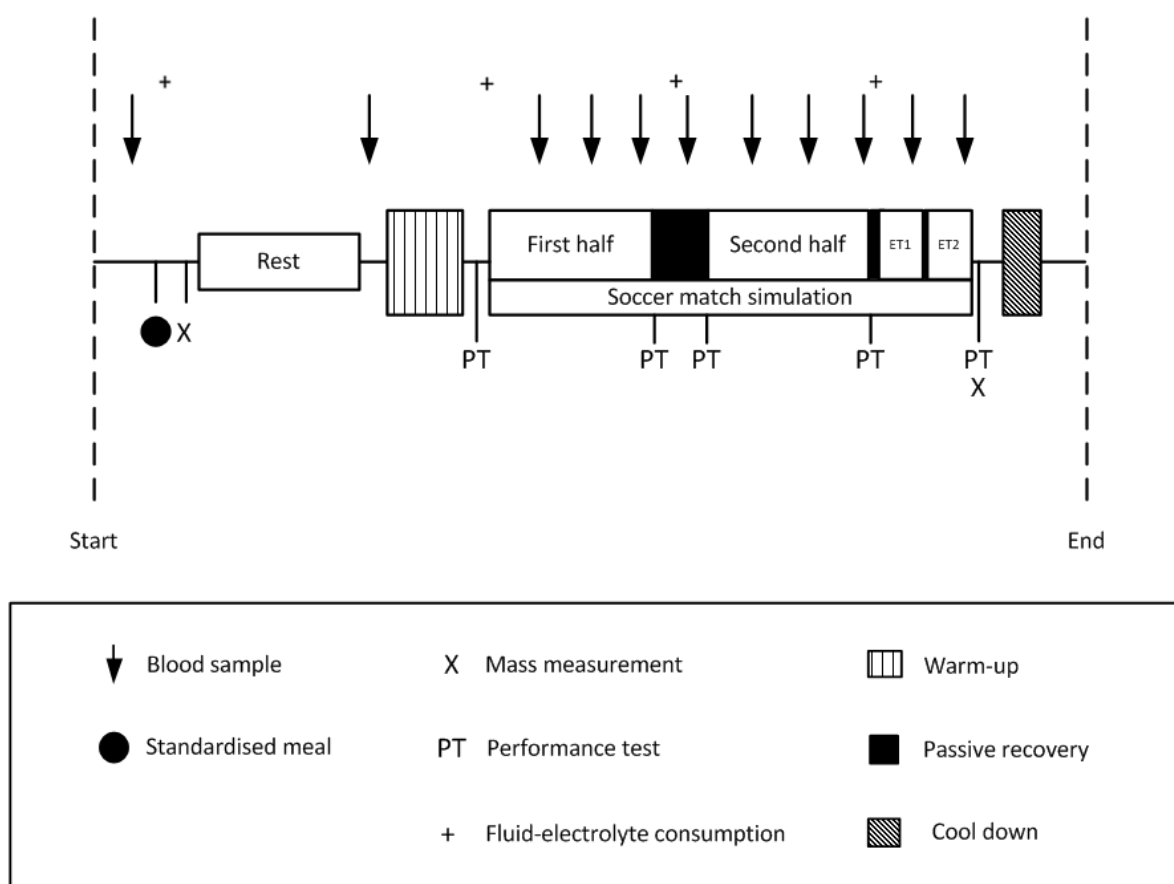 + + + +
Rest
First half
Second half
ET1
ET2
Soccer match simulation
X
PT
PT PT
PT
PT
X
Start
End
Blood sample
X Mass measurement
Warm-up
Standardised meal
PT Performance test
Passive recovery
+ Fluid-electrolyte consumption
Cool down